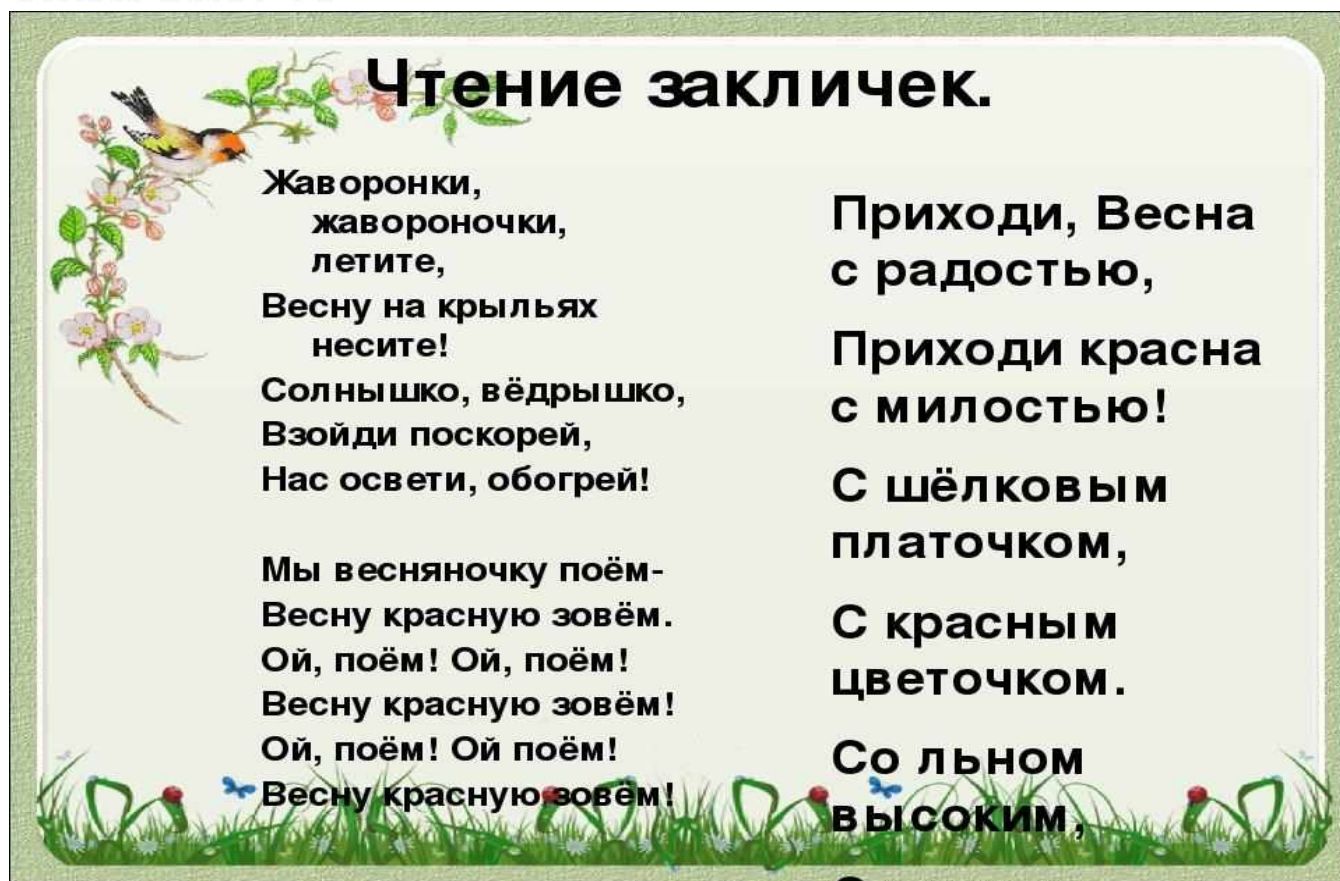 Чтение закличек.
Жаворонки,
жавороночки,
летите,
Весну на крыльях
несите!
Солнышко, вёдрышко,
Взойди поскорей,
Нас освети, обогрей!
Мы весняночку поём-
Весну красную зовём.
Ой, поём! Ой, поём!
Весну красную зовём!
Ой, поём! Ой поём!
Весну красную зовём!
Приходи, Весна
с радостью,
Приходи красна
с милостью!
С шёлковым
платочком,
С красным
цветочком.
Со льном
высоким,